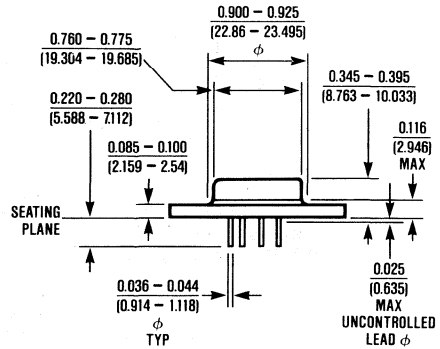 0.900 – 0.925
(22.86 – 23.495)
ϕ
0.760 – 0.775
(19.304 – 19.685)
0.345 – 0.395
(8.763 – 10.033)
0.220 – 0.280
(5.588 – 7.112)
0.116
(2.946)
MAX
0.085 – 0.100
(2.159 – 2.54)
SEATING
PLANE
0.036 – 0.044
(0.914 – 1.118)
ϕ
TYP
0.025
(0.635)
MAX
UNCONTROLLED
LEAD ϕ